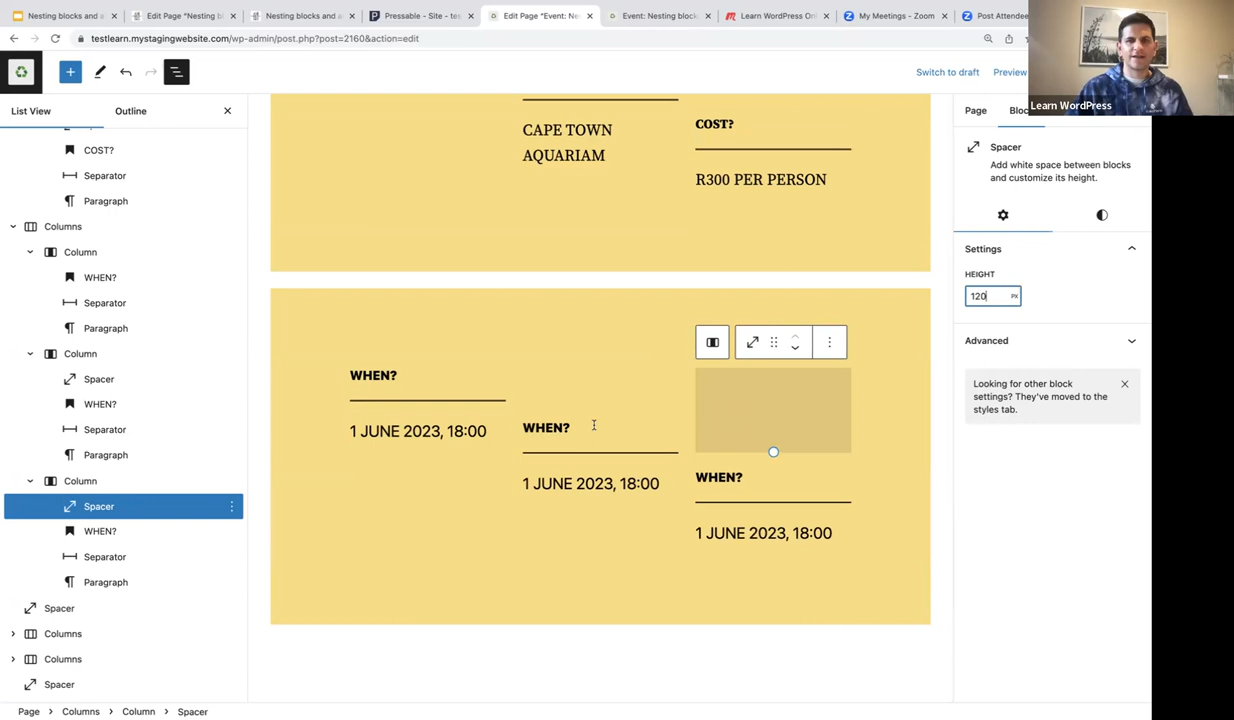 Nesting blocks and a
Edit Page "Nesting bl
Nesting blocks and a
Pressable - Site - tes
Edit Page "Event: Ne
Event: Nesting block
Learn WordPress Onl
My Meetings - Zoom
Post Attendee
testlearn.mystagingwebsite.com/wp-admin/post.php?post=2160&action=edit
Switch to draft
Preview
Learn WordPress
List View
Outline
COST?
Separator
Paragraph
Columns
Column
WHEN?
Separator
Paragraph
Column
Spacer
WHEN?
Separator
Paragraph
Column
Spacer
WHEN?
Separator
Paragraph
Spacer
Columns
Columns
Spacer
CAPE TOWN
AQUARIAM
COST?
R300 PER PERSON
WHEN?
1 JUNE 2023, 18:00
WHEN?
1 JUNE 2023, 18:00
WHEN?
1 JUNE 2023, 18:00
Page
Bloc
Spacer
Add white space between blocks
and customize its height.
Settings
HEIGHT
120
PX
Advanced
Looking for other block
settings? They've moved to the
styles tab.
Page > Columns > Column > Spacer